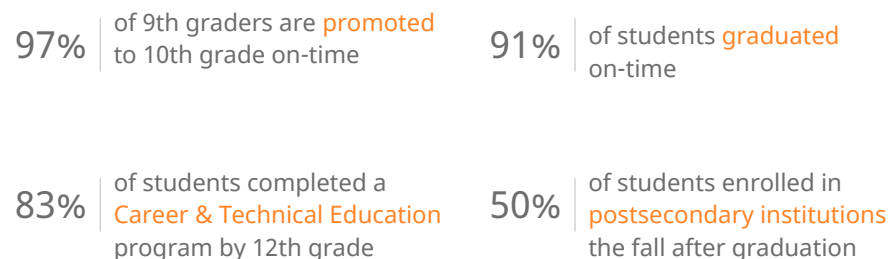 97%
of 9th graders are promoted
to 10th grade on-time
91%
of students graduated
on-time
83%
of students completed a
Career & Technical Education
program by 12th grade
50%
of students enrolled in
postsecondary institutions
the fall after graduation